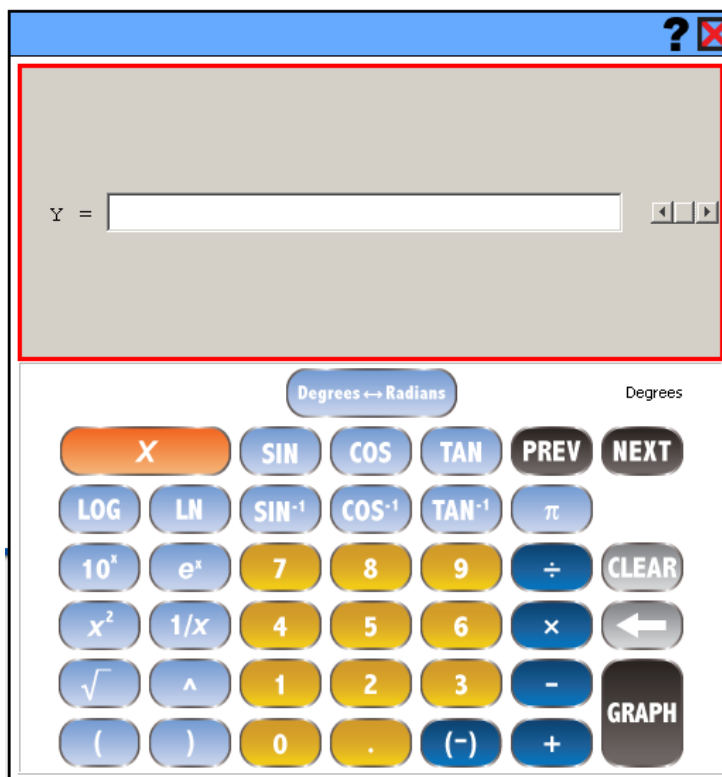 ?
Y =
Degrees ↔ Radians Degrees
X SIN COS TAN PREV NEXT
LOG LN SIN⁻¹ COS⁻¹ TAN⁻¹ π
10ˣ eˣ 7 8 9 ÷ CLEAR
x² 1/x 4 5 6 × ←
√ ^ 1 2 3 − GRAPH
( ) 0 . (−) +